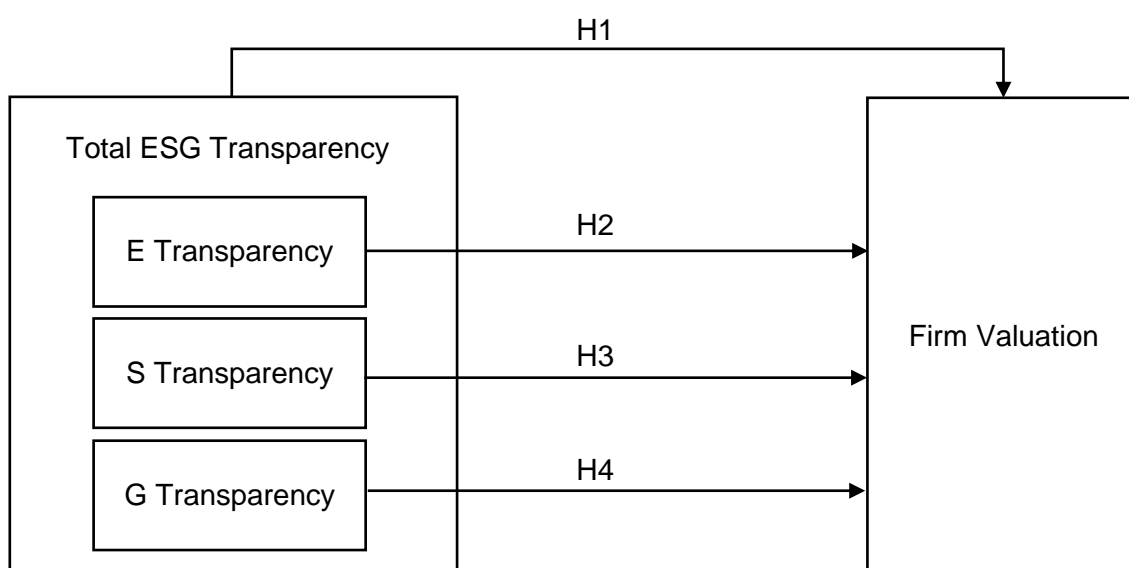 H1
Total ESG Transparency
E Transparency
H2
S Transparency
H3
G Transparency
H4
Firm Valuation